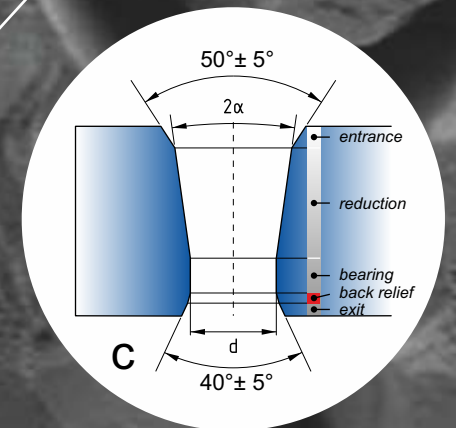 50°± 5°
2α
entrance
reduction
bearing
back relief
exit
d
C
40°± 5°